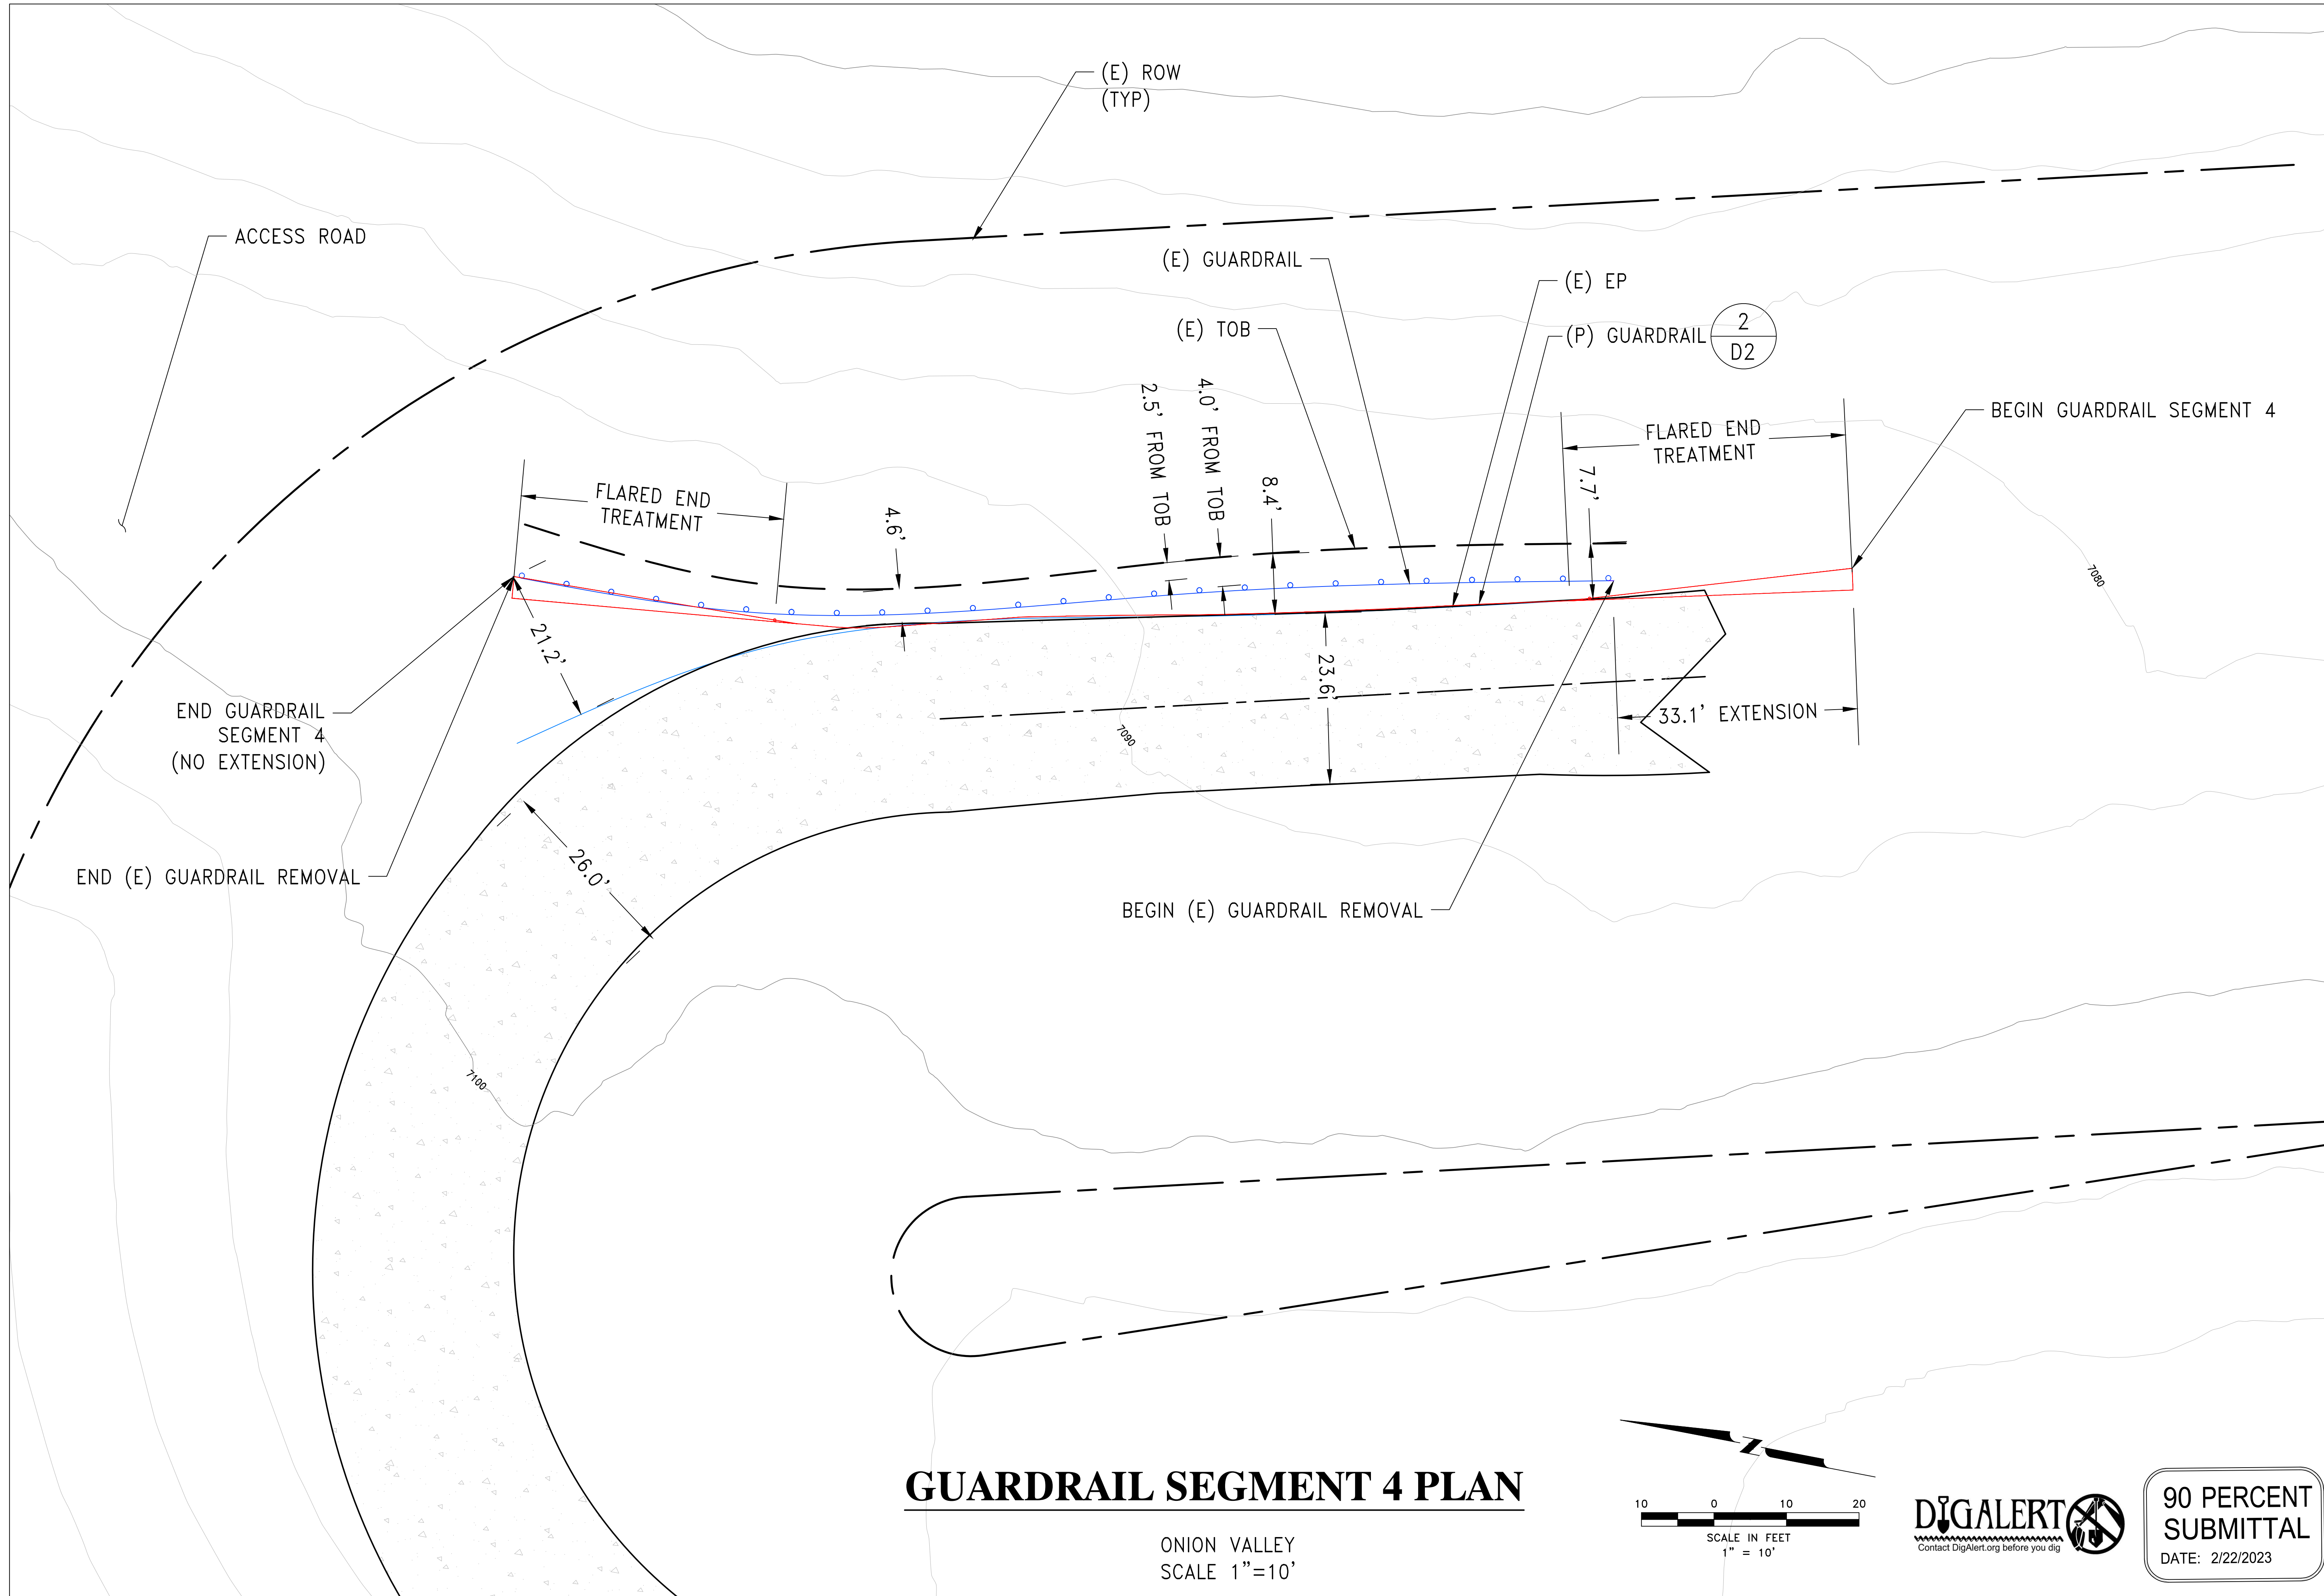 (E) ROW
(TYP)
ACCESS ROAD
(E) GUARDRAIL
(E) EP
(E) TOB
(P) GUARDRAIL
2
D2
2.5' FROM TOB
4.0' FROM TOB
8.4'
7.7'
FLARED END
TREATMENT
BEGIN GUARDRAIL SEGMENT 4
FLARED END
TREATMENT
4.6'
7080
21.2'
23.6'
END GUARDRAIL
SEGMENT 4
(NO EXTENSION)
33.1' EXTENSION
7090
END (E) GUARDRAIL REMOVAL
26.0'
BEGIN (E) GUARDRAIL REMOVAL
7100
GUARDRAIL SEGMENT 4 PLAN
ONION VALLEY
SCALE 1"=10'
10 0 10 20
SCALE IN FEET
1" = 10'
DIGALERT
Contact DigAlert.org before you dig
90 PERCENT
SUBMITTAL
DATE: 2/22/2023